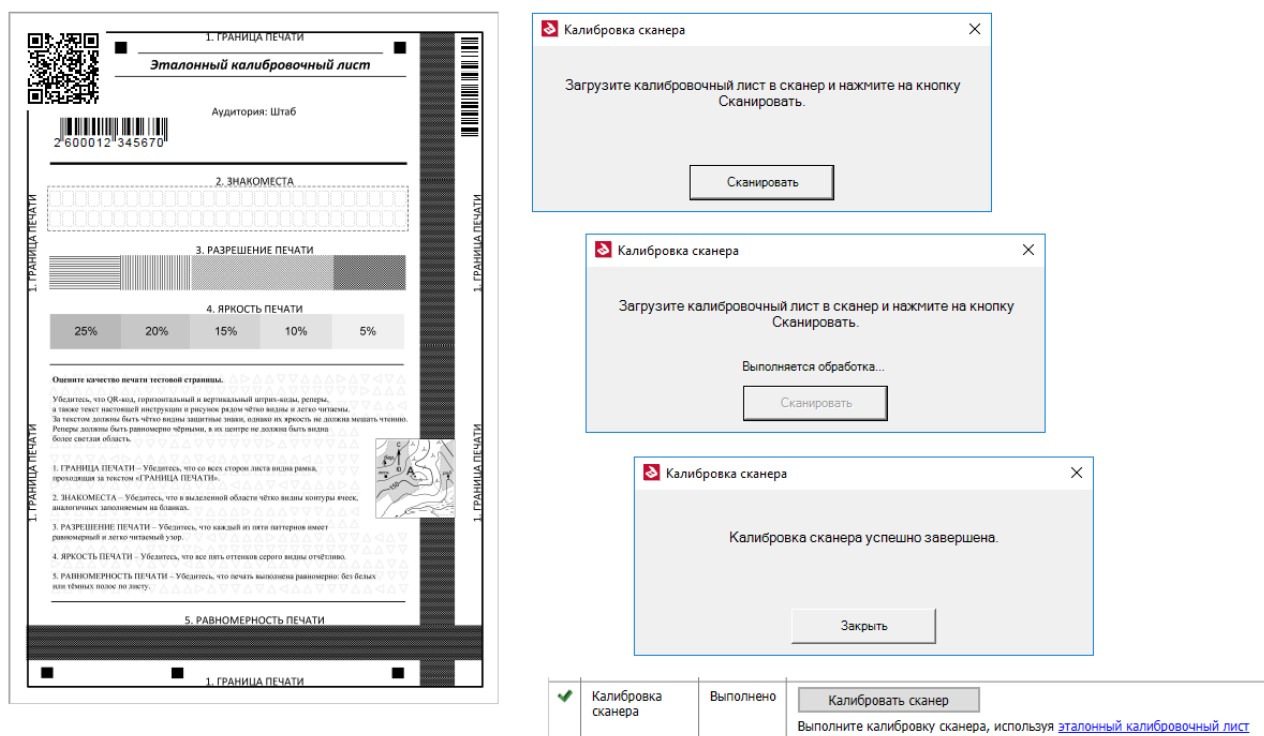 1. ГРАНИЦА ПЕЧАТИ
Эталонный калибровочный лист
Аудитория: Штаб
2 600012 345670
2. ЗНАКОМЕСТА
3. РАЗРЕШЕНИЕ ПЕЧАТИ
4. ЯРКОСТЬ ПЕЧАТИ
25% 20% 15% 10% 5%
Оцените качество печати тестовой страницы.
Убедитесь, что QR-код, горизонтальный и вертикальный штрих-коды, реперы,
а также текст настоящей инструкции и рисунок рядом чётко видны и легко читаемы.
За текстом должны быть чётко видны защитные знаки, однако их яркость не должна мешать чтению.
Реперы должны быть равномерно чёрными, в их центре не должна быть видна
более светлая область.
1. ГРАНИЦА ПЕЧАТИ – Убедитесь, что со всех сторон листа видна рамка,
проходящая за текстом «ГРАНИЦА ПЕЧАТИ».
2. ЗНАКОМЕСТА – Убедитесь, что в выделенной области чётко видны контуры ячеек,
аналогичных заполняемым на бланках.
3. РАЗРЕШЕНИЕ ПЕЧАТИ – Убедитесь, что каждый из пяти паттернов имеет
равномерный и легко читаемый узор.
4. ЯРКОСТЬ ПЕЧАТИ – Убедитесь, что все пять оттенков серого видны отчётливо.
5. РАВНОМЕРНОСТЬ ПЕЧАТИ – Убедитесь, что печать выполнена равномерно: без белых
или тёмных полос по листу.
5. РАВНОМЕРНОСТЬ ПЕЧАТИ
1. ГРАНИЦА ПЕЧАТИ
1. ГРАНИЦА ПЕЧАТИ
1. ГРАНИЦА ПЕЧАТИ
1. ГРАНИЦА ПЕЧАТИ
1. ГРАНИЦА ПЕЧАТИ
Калибровка сканера
Загрузите калибровочный лист в сканер и нажмите на кнопку
Сканировать.
Сканировать
Калибровка сканера
Загрузите калибровочный лист в сканер и нажмите на кнопку
Сканировать.
Выполняется обработка...
Сканировать
Калибровка сканера
Калибровка сканера успешно завершена.
Закрыть
Калибровка
сканера
Выполнено
Калибровать сканер
Выполните калибровку сканера, используя эталонный калибровочный лист